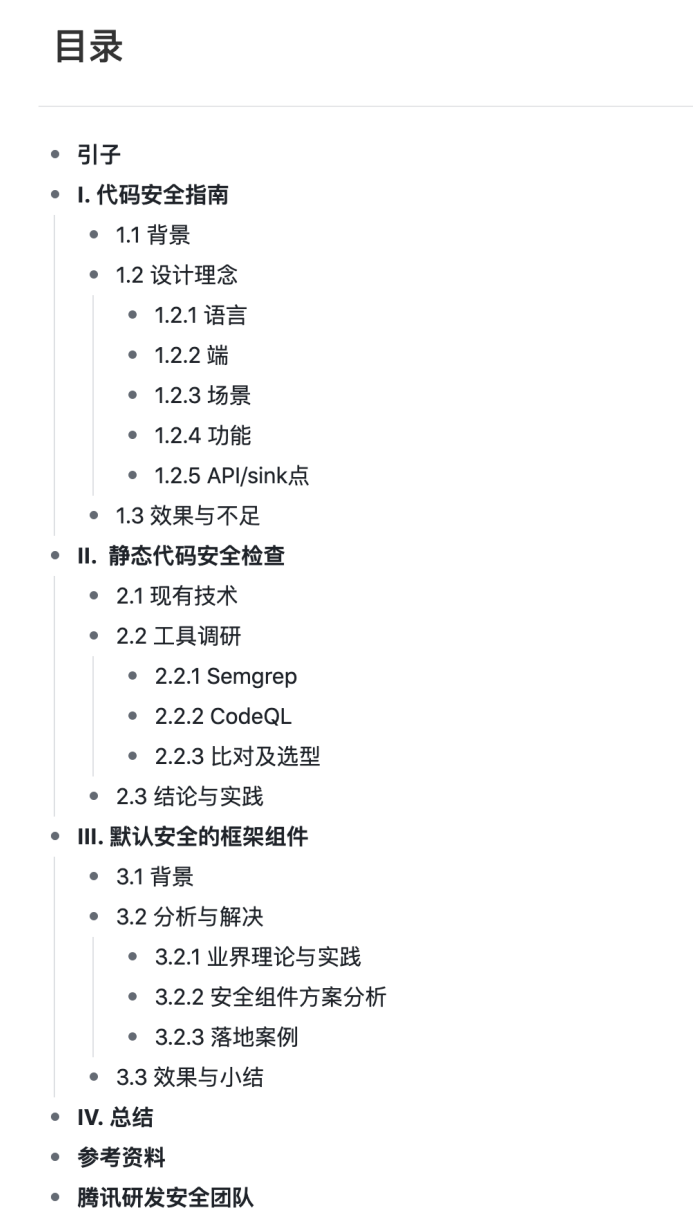 目录
引子
I. 代码安全指南
1.1 背景
1.2 设计理念
1.2.1 语言
1.2.2 端
1.2.3 场景
1.2.4 功能
1.2.5 API/sink点
1.3 效果与不足
II. 静态代码安全检查
2.1 现有技术
2.2 工具调研
2.2.1 Semgrep
2.2.2 CodeQL
2.2.3 比对及选型
2.3 结论与实践
III. 默认安全的框架组件
3.1 背景
3.2 分析与解决
3.2.1 业界理论与实践
3.2.2 安全组件方案分析
3.2.3 落地案例
3.3 效果与小结
IV. 总结
参考资料
腾讯研发安全团队